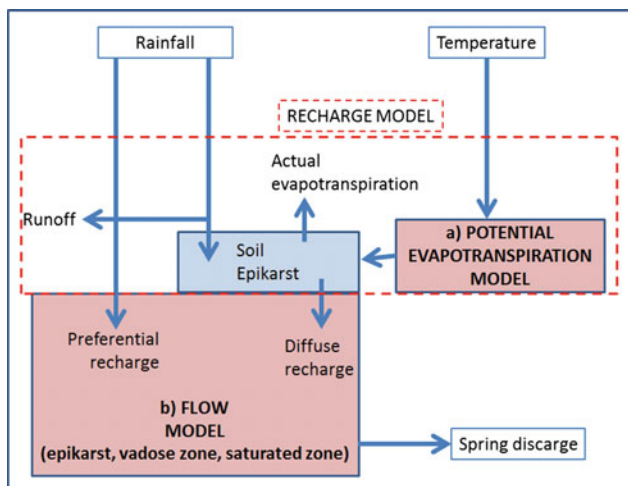 Rainfall
Temperature
RECHARGE MODEL
Actual
evapotranspiration
Runoff
Soil
Epikarst
a) POTENTIAL
EVAPOTRANSPIRATION
MODEL
Preferential
recharge
Diffuse
recharge
b) FLOW
MODEL
(epikarst, vadose zone, saturated zone)
Spring discarge